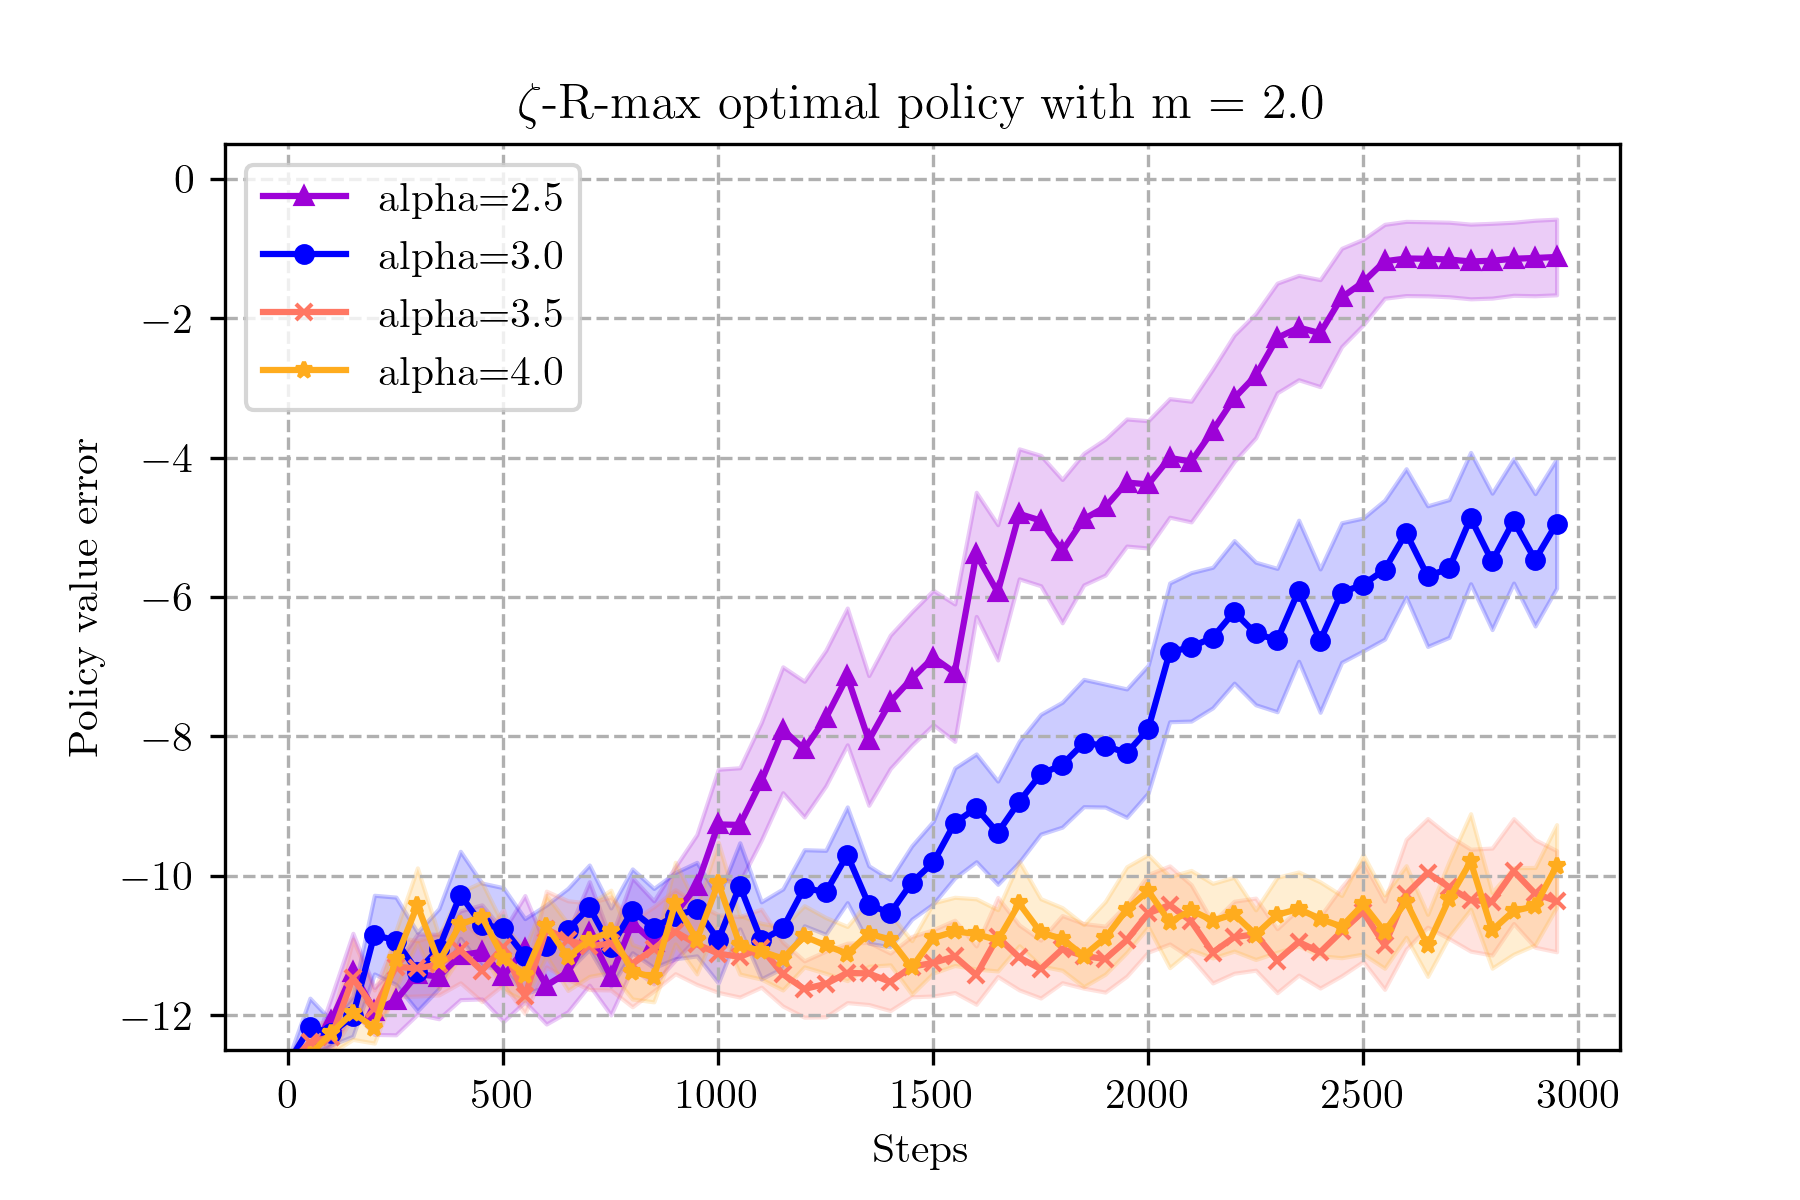 ζ-R-max optimal policy with m = 2.0
alpha=2.5
alpha=3.0
alpha=3.5
alpha=4.0
Policy value error
0
−2
−4
−6
−8
−10
−12
0 500 1000 1500 2000 2500 3000
Steps